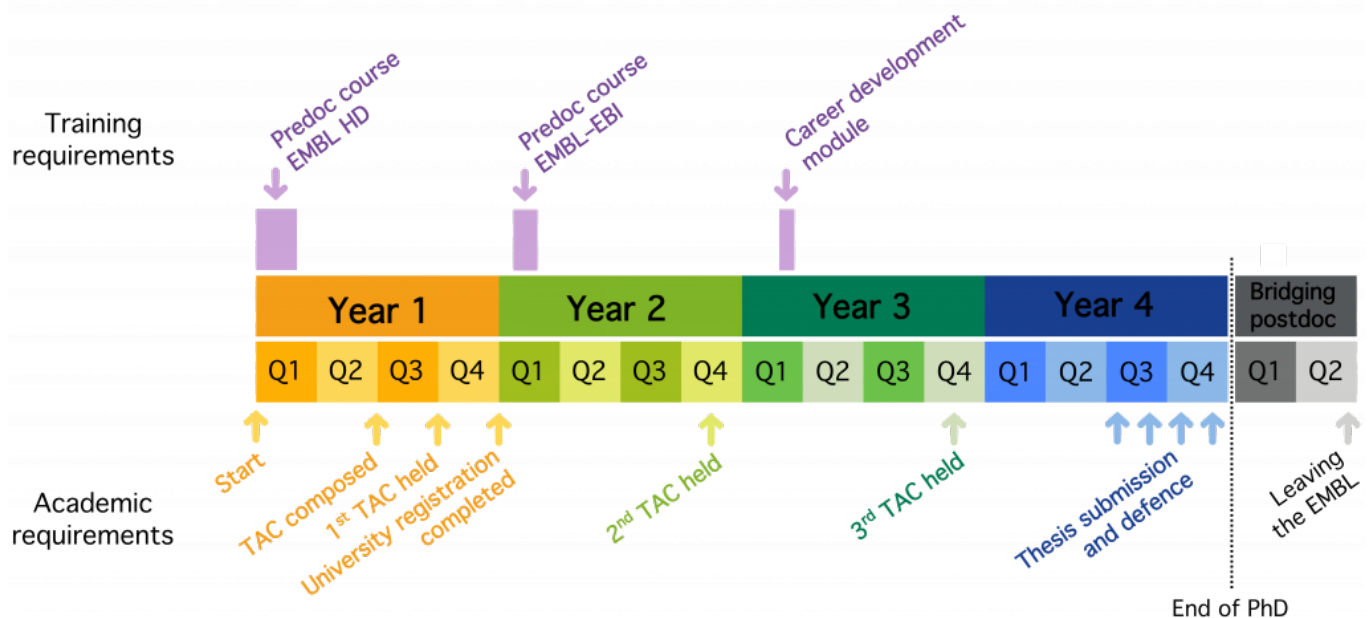 Training
requirements
Predoc course
EMBL HD
Predoc course
EMBL–EBI
Career development
module
Year 1
Year 2
Year 3
Year 4
Bridging
postdoc
Q1 Q2 Q3 Q4 Q1 Q2 Q3 Q4 Q1 Q2 Q3 Q4 Q1 Q2 Q3 Q4 Q1 Q2
Academic
requirements
Start
TAC composed
1st TAC held
University registration
completed
2nd TAC held
3rd TAC held
Thesis submission
and defence
Leaving
the EMBL
End of PhD